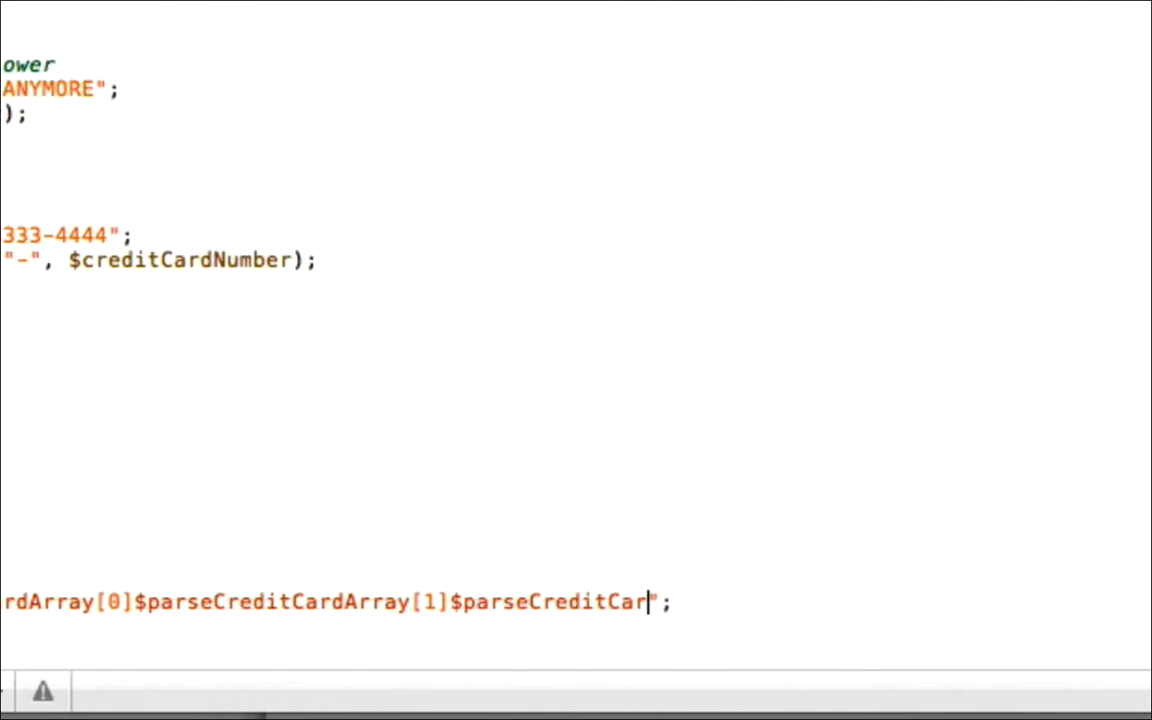 ower
ANYMORE";
);
333-4444";
"-", $creditCardNumber);
rdArray[0]$parseCreditCardArray[1]$parseCreditCar";